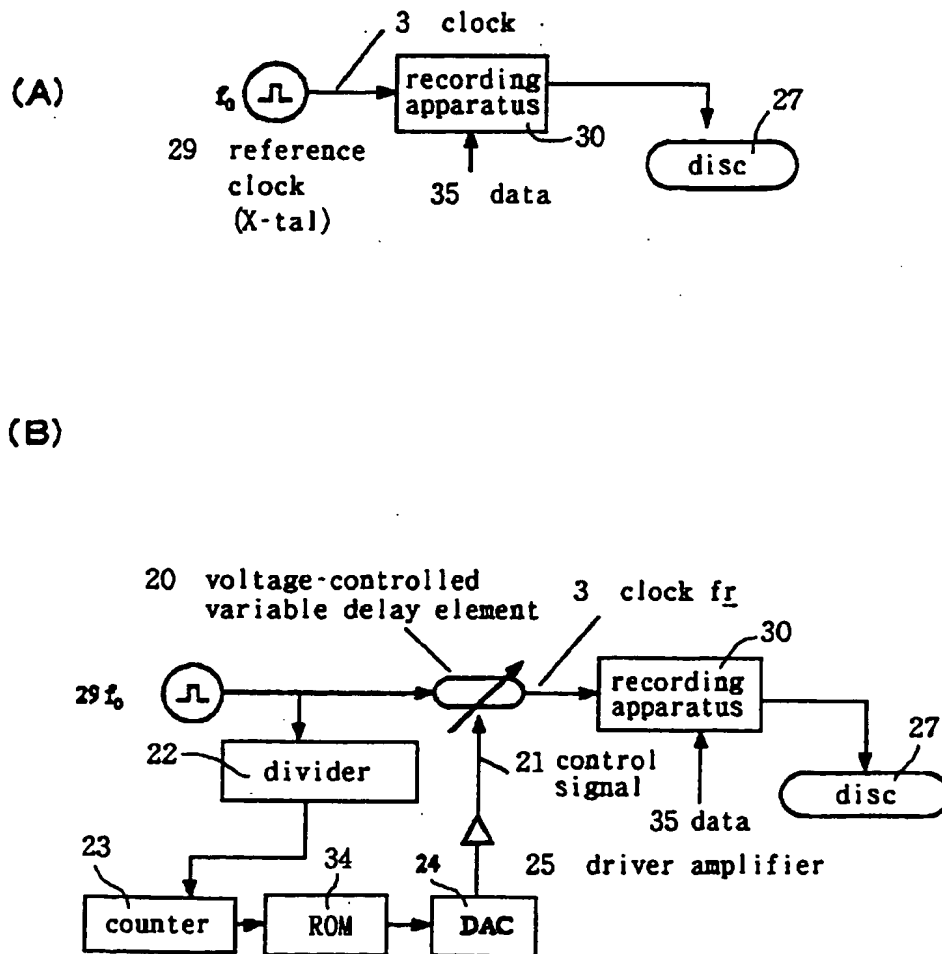 (A)
3 clock
f₀
recording
apparatus
30
29 reference
clock
(X-tal)
35 data
27
disc
(B)
20 voltage-controlled
variable delay element
3 clock fr
30
29 f₀
recording
apparatus
22
divider
21 control
signal
27
disc
35 data
25 driver amplifier
23
34
24
counter
ROM
DAC